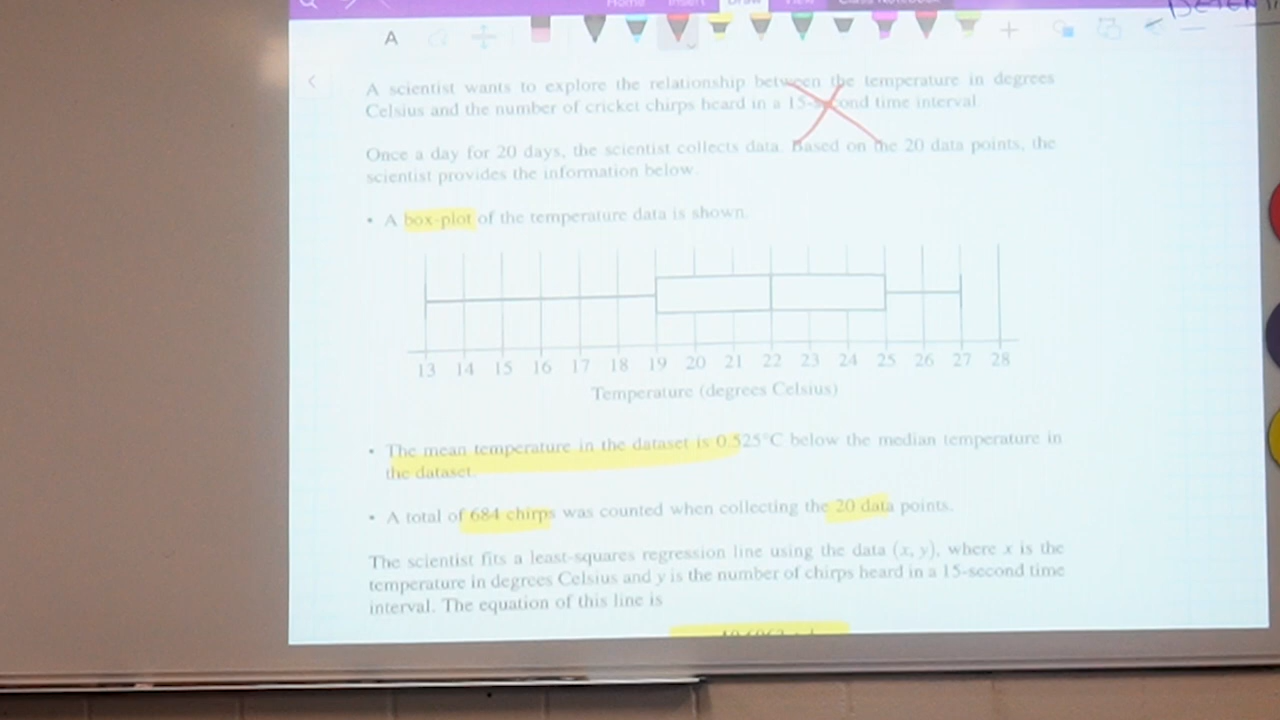 Home Insert Draw View Class Notebook
A
A scientist wants to explore the relationship between the temperature in degrees
Celsius and the number of cricket chirps heard in a 15-second time interval.
Once a day for 20 days, the scientist collects data. Based on the 20 data points, the
scientist provides the information below.
• A box-plot of the temperature data is shown.
13 14 15 16 17 18 19 20 21 22 23 24 25 26 27 28
Temperature (degrees Celsius)
• The mean temperature in the dataset is 0.525°C below the median temperature in
the dataset.
• A total of 684 chirps was counted when collecting the 20 data points.
The scientist fits a least-squares regression line using the data (x, y), where x is the
temperature in degrees Celsius and y is the number of chirps heard in a 15-second time
interval. The equation of this line is